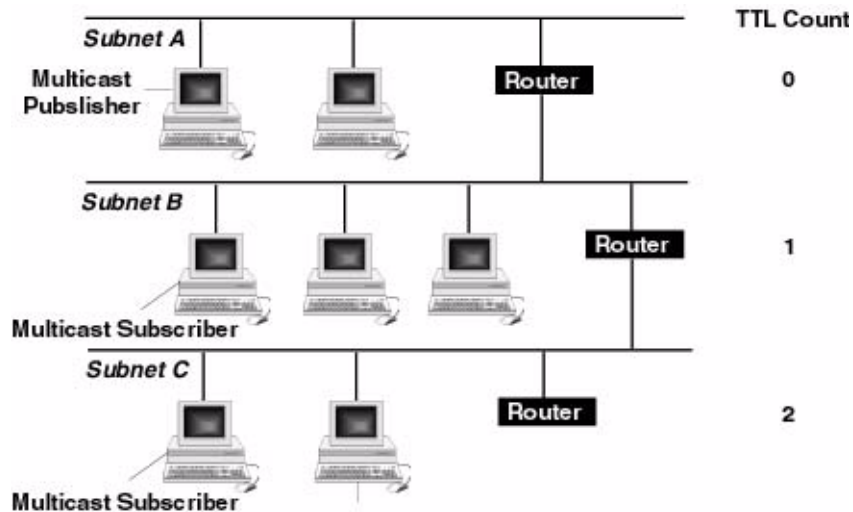 TTL Count
Subnet A
Multicast
Pubslisher
Router
0
Subnet B
Router
1
Multicast Subscriber
Subnet C
Router
2
Multicast Subscriber